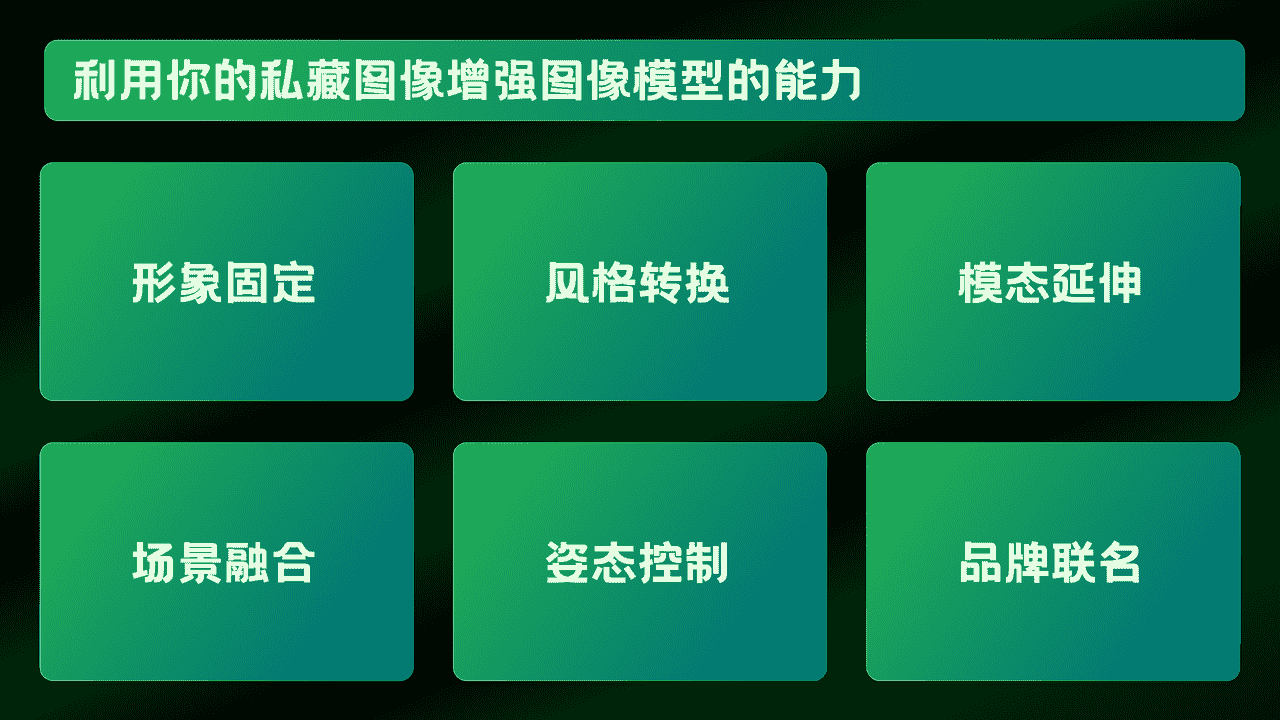 利用你的私藏图像增强图像模型的能力
形象固定
风格转换
模态延伸
场景融合
姿态控制
品牌联名